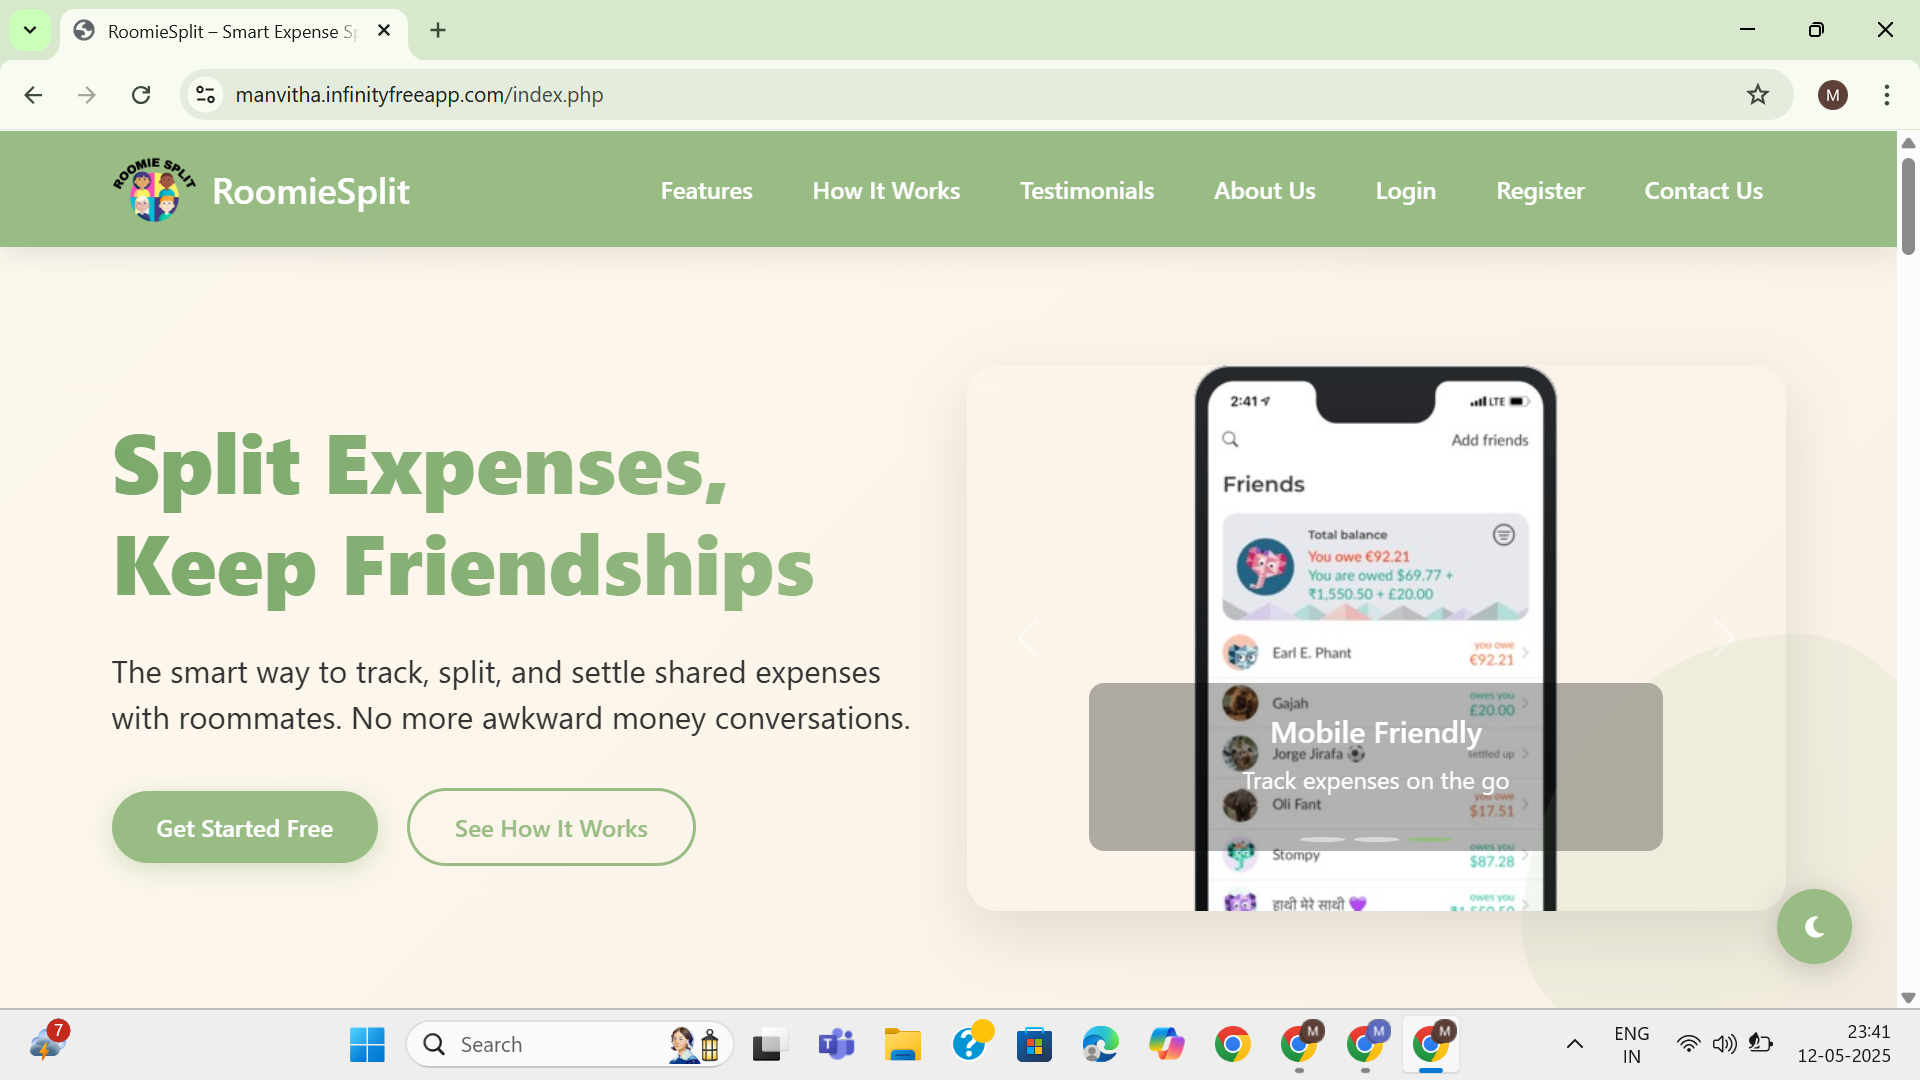 RoomieSplit – Smart Expense Sp
manvitha.infinityfreeapp.com/index.php
M
ROOMIE SPLIT
RoomieSplit
Features
How It Works
Testimonials
About Us
Login
Register
Contact Us
Split Expenses,
Keep Friendships
The smart way to track, split, and settle shared expenses
with roommates. No more awkward money conversations.
Get Started Free
See How It Works
2:41
LTE
Add friends
Friends
Total balance
You owe €92.21
You are owed $69.77 +
₹1,550.50 + £20.00
Earl E. Phant
you owe
€92.21
Gajah
owes you
£20.00
Mobile Friendly
Jorge Jirafa
settled up
Track expenses on the go
Oli Fant
you owe
$17.51
Stompy
owes you
$87.28
हाथी मेरे साथी
owes you
7
Search
T
M
M
M
ENG
IN
23:41
12-05-2025